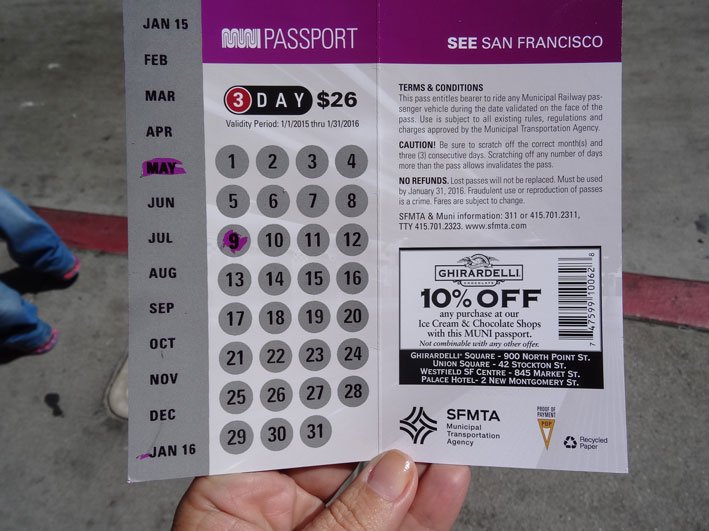 JAN 15
FEB
MAR
APR
MAY
JUN
JUL
AUG
SEP
OCT
NOV
DEC
JAN 16
MUNI PASSPORT
3 DAY $26
Validity Period: 1/1/2015 thru 1/31/2016
1 2 3 4
5 6 7 8
9 10 11 12
13 14 15 16
17 18 19 20
21 22 23 24
25 26 27 28
29 30 31
SEE SAN FRANCISCO
TERMS & CONDITIONS
This pass entitles bearer to ride any Municipal Railway pas-
senger vehicle during the date validated on the face of the
pass. Use is subject to all existing rules, regulations and
charges approved by the Municipal Transportation Agency.
CAUTION! Be sure to scratch off the correct month(s) and
three (3) consecutive days. Scratching off any number of days
more than the pass allows invalidates the pass.
NO REFUNDS. Lost passes will not be replaced. Must be used
by January 31, 2016. Fraudulent use or reproduction of passes
is a crime. Fares are subject to change.
SFMTA & Muni information: 311 or 415.701.2311,
TTY 415.701.2323. www.sfmta.com
GHIRARDELLI
CHOCOLATE
10% OFF
any purchase at our
Ice Cream & Chocolate Shops
with this MUNI passport.
Not combinable with any other offer.
7 47599 10062 8
GHIRARDELLI® SQUARE - 900 NORTH POINT ST.
UNION SQUARE - 42 STOCKTON ST.
WESTFIELD SF CENTRE - 845 MARKET ST.
PALACE HOTEL- 2 NEW MONTGOMERY ST.
SFMTA
Municipal
Transportation
Agency
PROOF OF
PAYMENT
POP
Recycled
Paper